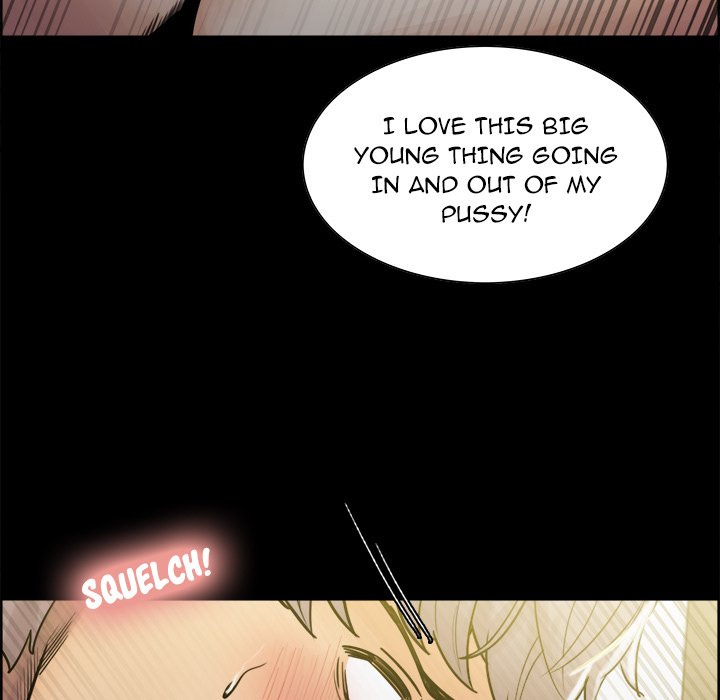 I LOVE THIS BIG
YOUNG THING GOING
IN AND OUT OF MY
PUSSY!
SQUELCH!